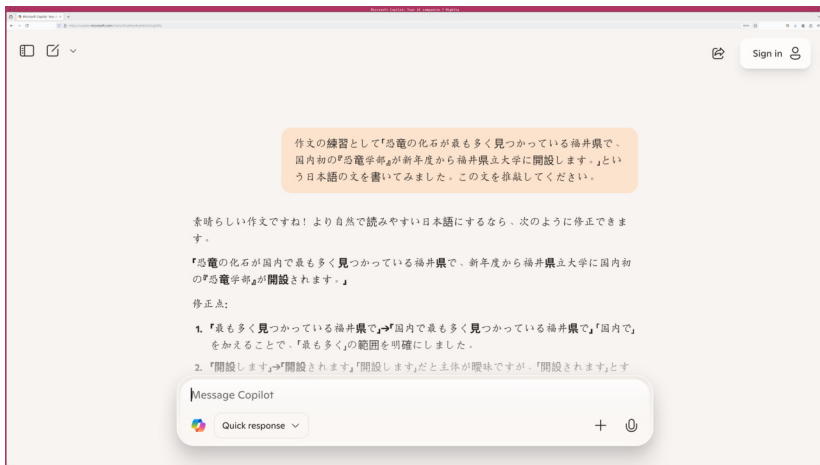 Microsoft Copilot: Your AI companion
Sign in
作文の練習として「恐竜の化石が最も多く見つかっている福井県で、
国内初の『恐竜学部』が新年度から福井県立大学に開設します。」とい
う日本語の文を書いてみました。この文を推敲してください。
素晴らしい作文ですね！より自然で読みやすい日本語にするなら、次のように修正できま
す。
『恐竜の化石が国内で最も多く見つかっている福井県で、新年度から福井県立大学に国内初
の『恐竜学部』が開設されます。』
修正点:
1. 「最も多く見つかっている福井県で」→「国内で最も多く見つかっている福井県で」「国内で」
を加えることで、「最も多く」の範囲を明確にしました。
2. 「開設します」→「開設されます」「開設します」だと主体が曖昧ですが、「開設されます」とす
Message Copilot
Quick response